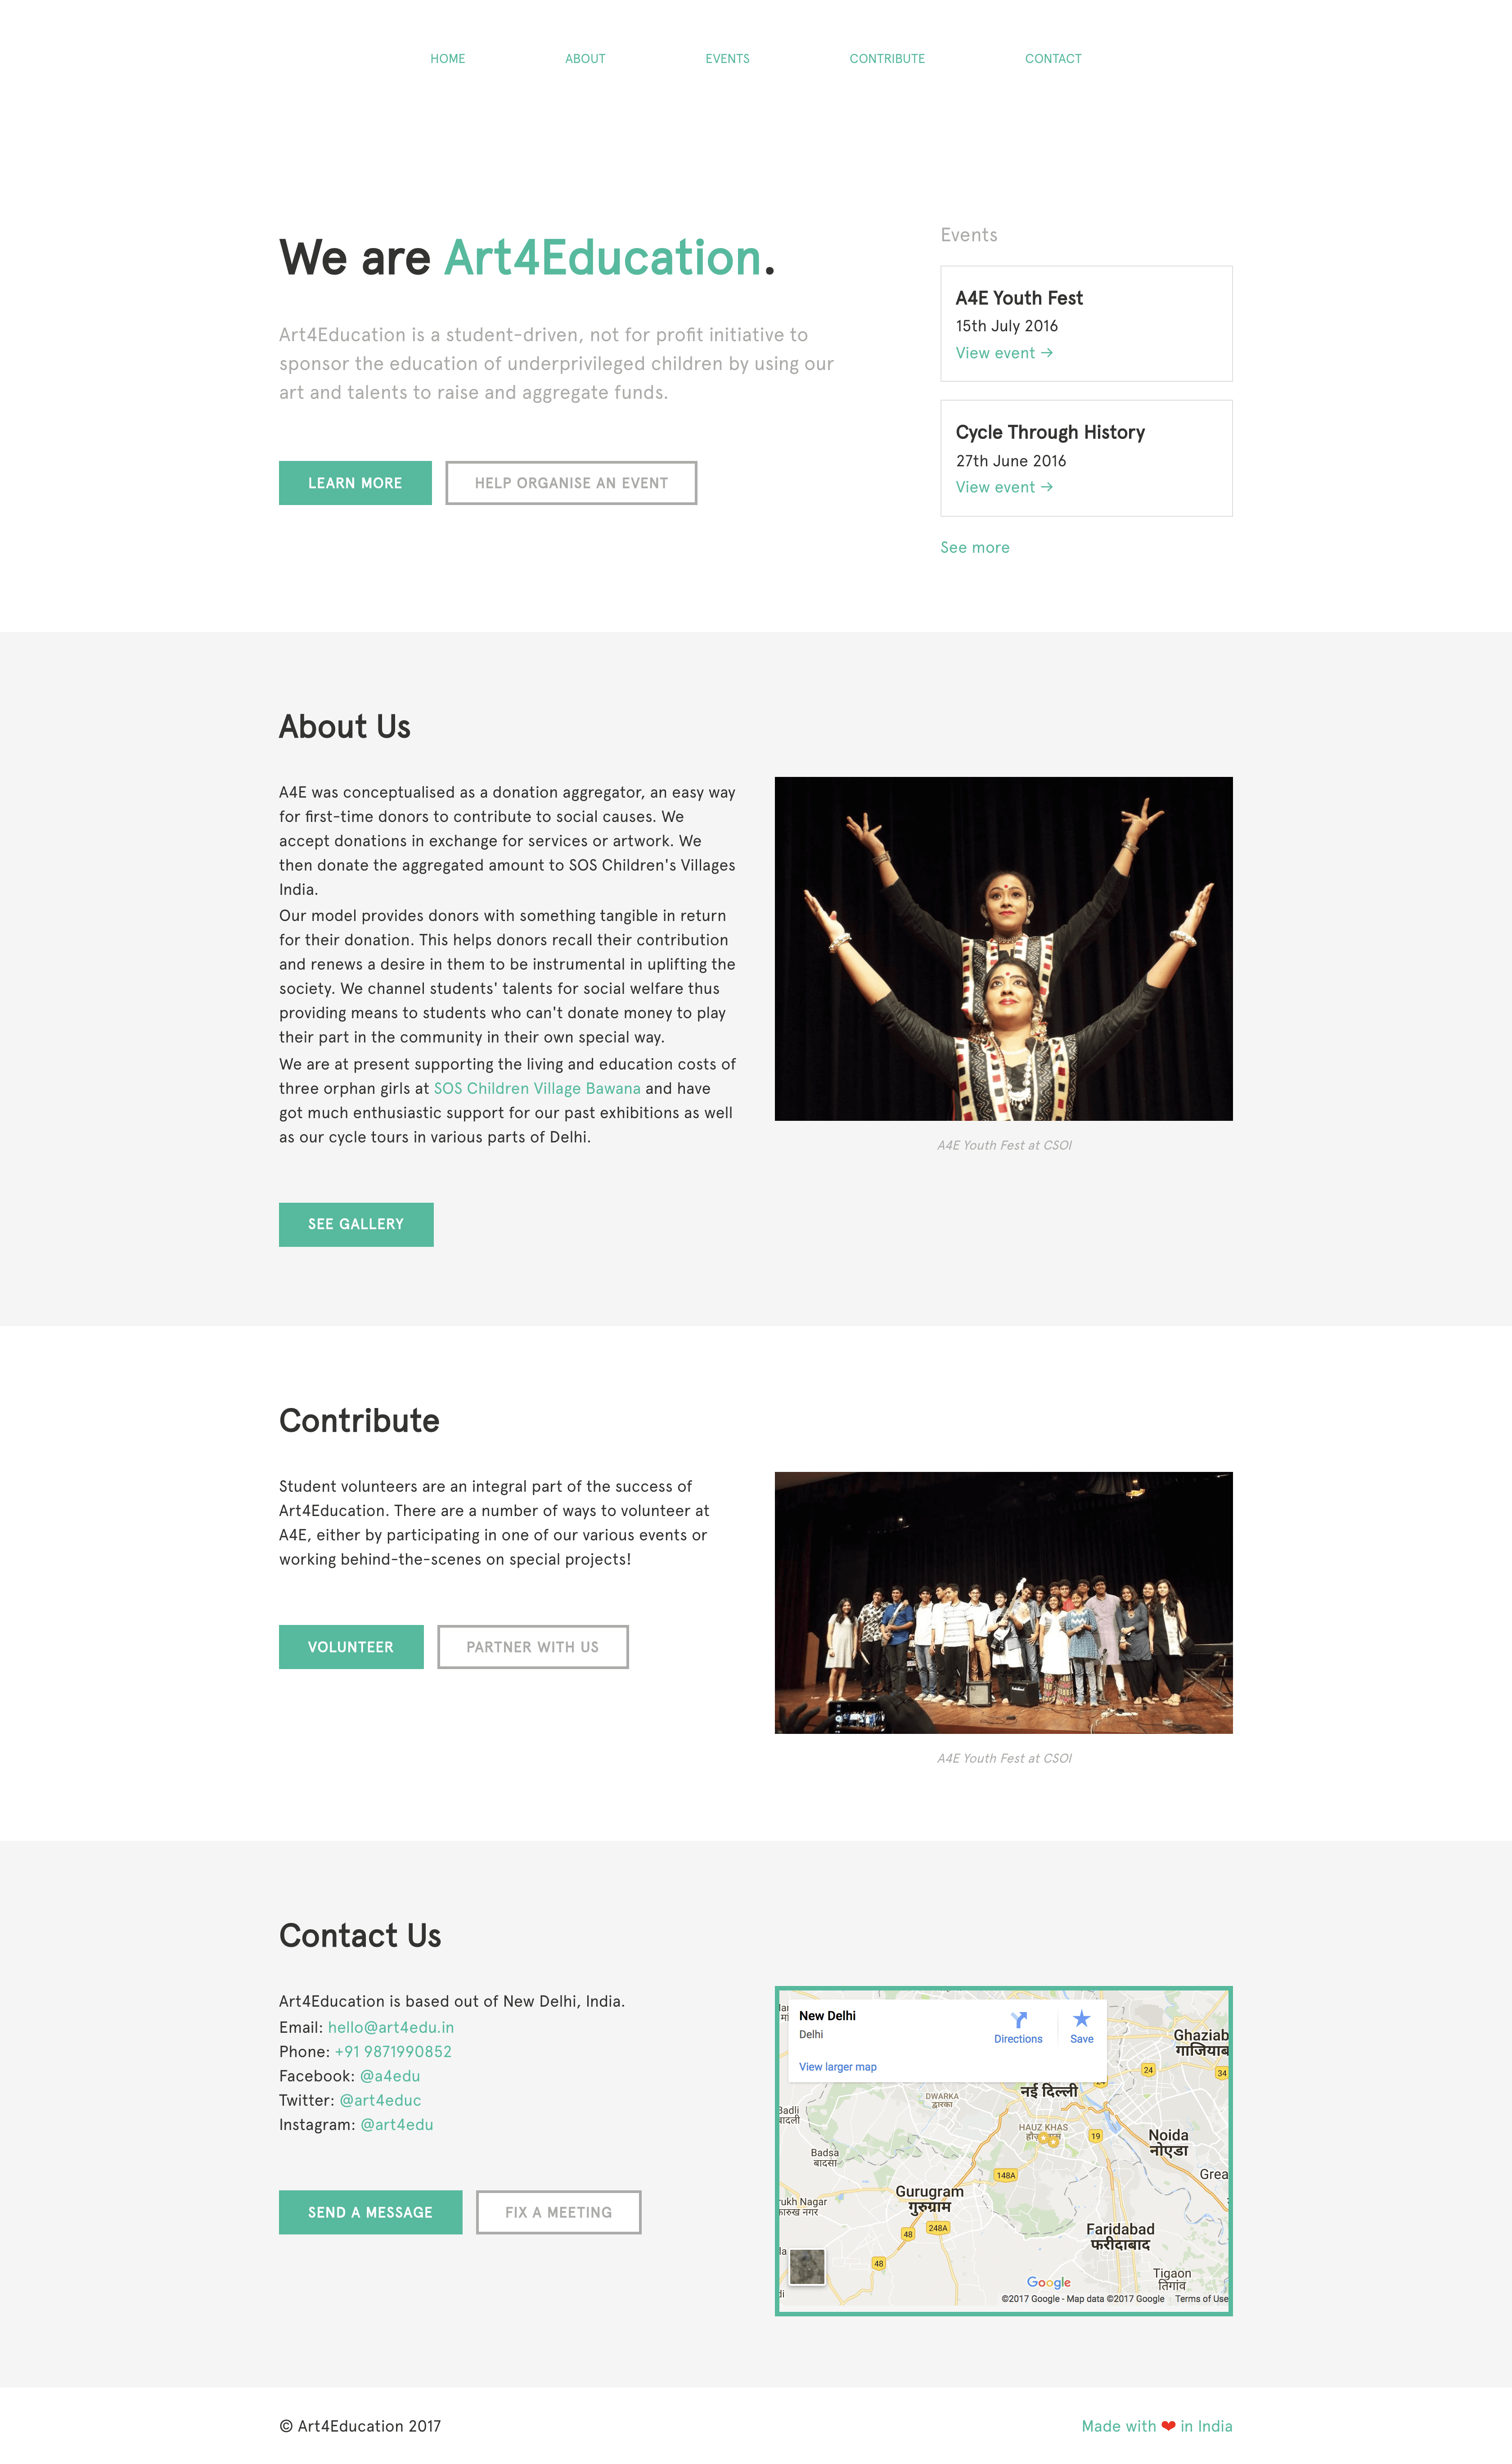 HOME ABOUT EVENTS CONTRIBUTE CONTACT
We are Art4Education.
Art4Education is a student-driven, not for profit initiative to
sponsor the education of underprivileged children by using our
art and talents to raise and aggregate funds.
LEARN MORE HELP ORGANISE AN EVENT
Events
A4E Youth Fest
15th July 2016
View event →
Cycle Through History
27th June 2016
View event →
See more
About Us
A4E was conceptualised as a donation aggregator, an easy way
for first-time donors to contribute to social causes. We
accept donations in exchange for services or artwork. We
then donate the aggregated amount to SOS Children's Villages
India.
Our model provides donors with something tangible in return
for their donation. This helps donors recall their contribution
and renews a desire in them to be instrumental in uplifting the
society. We channel students' talents for social welfare thus
providing means to students who can't donate money to play
their part in the community in their own special way.
We are at present supporting the living and education costs of
three orphan girls at SOS Children Village Bawana and have
got much enthusiastic support for our past exhibitions as well
as our cycle tours in various parts of Delhi.
A4E Youth Fest at CSOI
SEE GALLERY
Contribute
Student volunteers are an integral part of the success of
Art4Education. There are a number of ways to volunteer at
A4E, either by participating in one of our various events or
working behind-the-scenes on special projects!
VOLUNTEER PARTNER WITH US
A4E Youth Fest at CSOI
Contact Us
Art4Education is based out of New Delhi, India.
Email: hello@art4edu.in
Phone: +91 9871990852
Facebook: @a4edu
Twitter: @art4educ
Instagram: @art4edu
SEND A MESSAGE FIX A MEETING
New Delhi
Delhi
Directions Save
View larger map
Ghaziab
गाजियाब
24
34
नई दिल्ली
DWARKA
द्वारका
Badli
बादली
HAUZ KHAS
19
Noida
नोएडा
Badsa
बादसा
148A
Grea
Gurugram
गुरुग्राम
rukh Nagar
48
248A
Faridabad
फरीदाबाद
48
Tigaon
तिगांव
Google
©2017 Google - Map data ©2017 Google Terms of Use
© Art4Education 2017
Made with ❤ in India